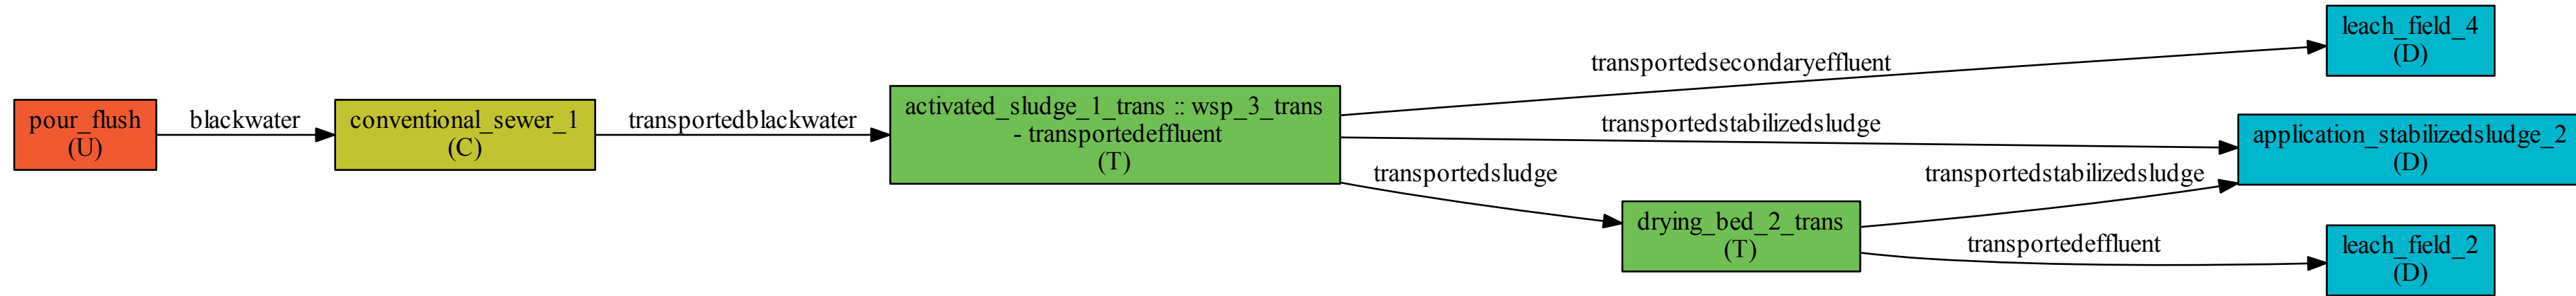 pour_flush
(U)
blackwater
conventional_sewer_1
(C)
transportedblackwater
activated_sludge_1_trans :: wsp_3_trans
- transportedeffluent
(T)
transportedsecondaryeffluent
transportedstabilizedsludge
transportedsludge
drying_bed_2_trans
(T)
transportedstabilizedsludge
transportedeffluent
leach_field_4
(D)
application_stabilizedsludge_2
(D)
leach_field_2
(D)